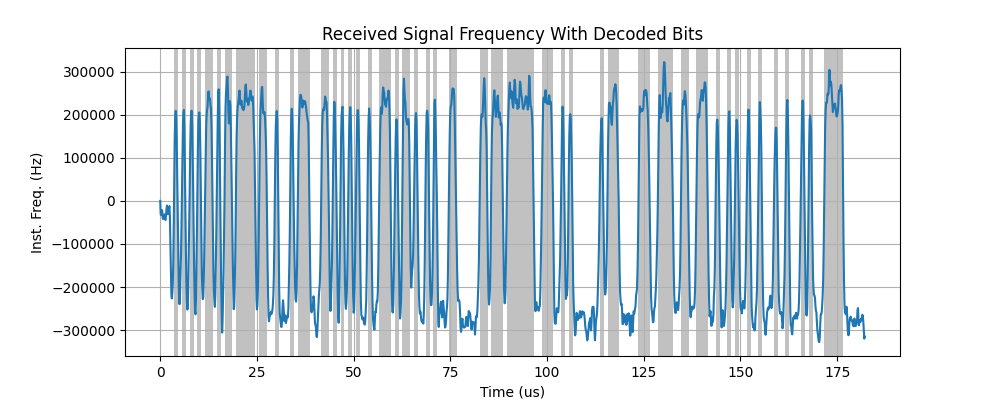 Received Signal Frequency With Decoded Bits
300000
200000
100000
0
−100000
−200000
−300000
Inst. Freq. (Hz)
0 25 50 75 100 125 150 175
Time (us)